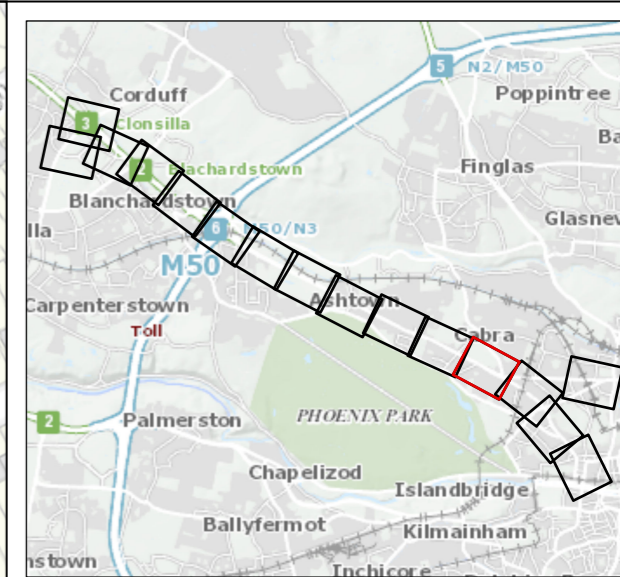 5
N2/M50
Corduff
Poppintree
3
Clonsilla
Ba
2
Blachardstown
Finglas
Blanchardstown
Glasnev
lla
6
M50/N3
M50
Carpenterstown
Ashtown
Toll
Cabra
2
Palmerston
PHOENIX PARK
Chapelizod
Islandbridge
Ballyfermot
Kilmainham
nstown
Inchicore